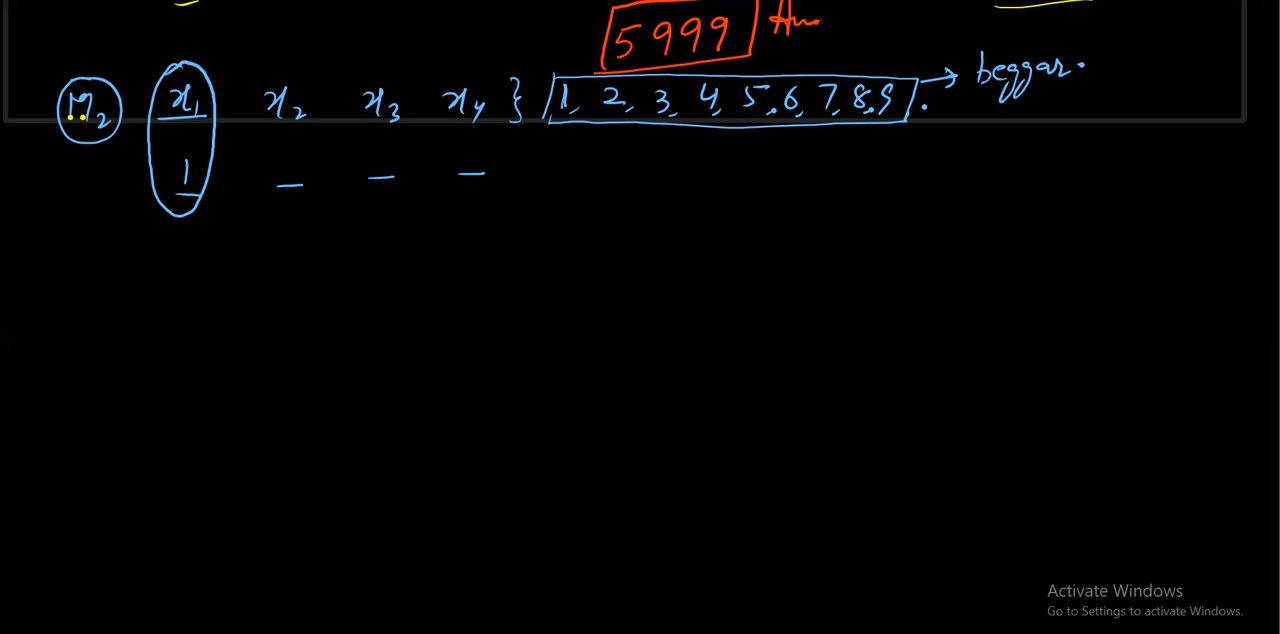 5999 Ans
M2 x1 x2 x3 x4 } 1, 2, 3, 4, 5, 6, 7, 8, 9. → beggar.
1 _ _ _
Activate Windows
Go to Settings to activate Windows.